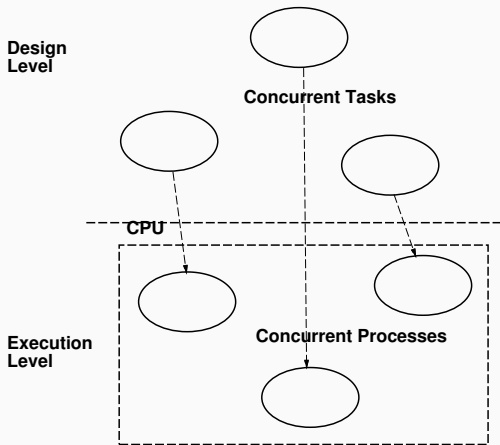 Design
Level
Concurrent Tasks
CPU
Concurrent Processes
Execution
Level